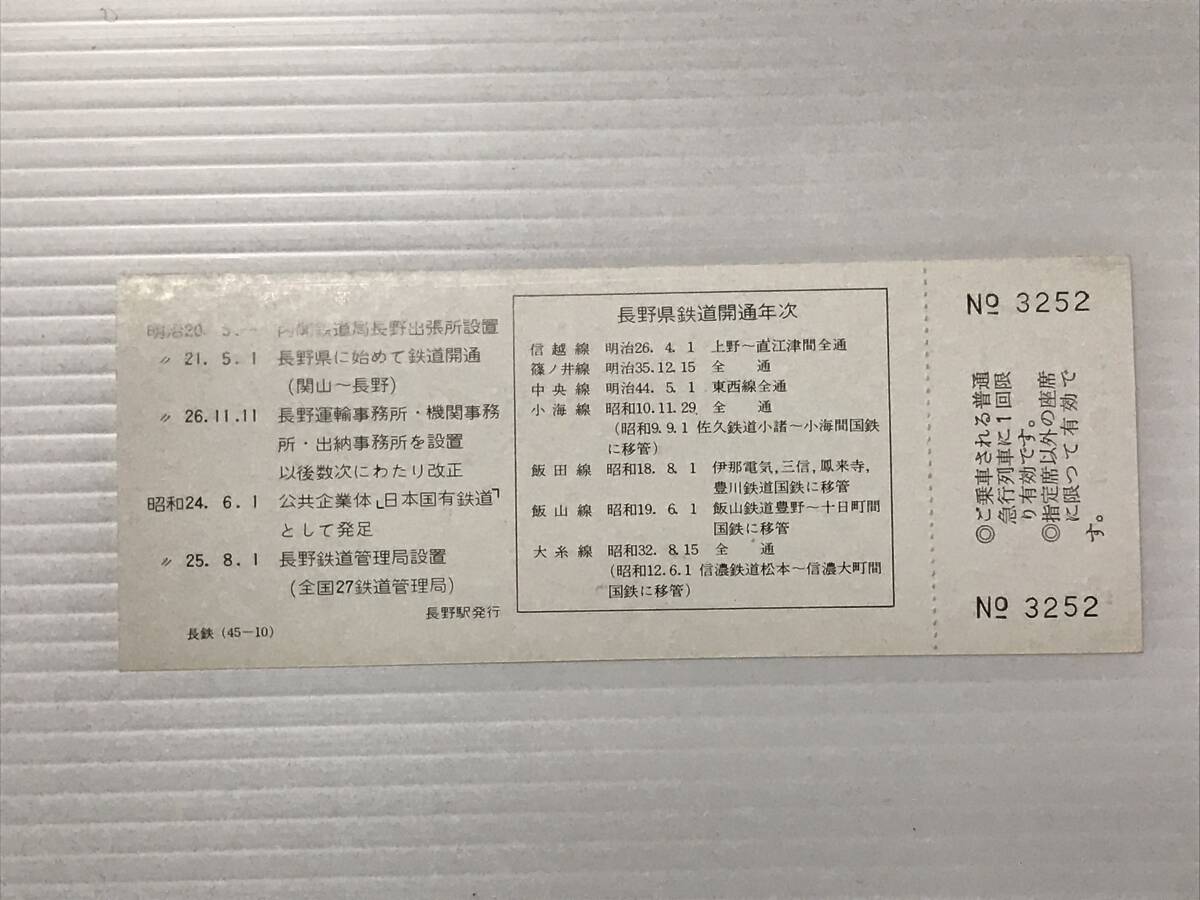 明治20. 3. 内閣鉄道局長野出張所設置
〃 21. 5. 1 長野県に始めて鉄道開通
(関山〜長野)
〃 26.11.11 長野運輸事務所・機関事務
所・出納事務所を設置
以後数次にわたり改正
昭和24. 6. 1 公共企業体「日本国有鉄道」
として発足
〃 25. 8. 1 長野鉄道管理局設置
(全国27鉄道管理局)
長野駅発行
長鉄 (45−10)
長野県鉄道開通年次
信越線 明治26. 4. 1 上野〜直江津間全通
篠ノ井線 明治35. 12. 15 全通
中央線 明治44. 5. 1 東西線全通
小海線 昭和10. 11. 29 全通
(昭和9. 9. 1 佐久鉄道小諸〜小海間国鉄
に移管)
飯田線 昭和18. 8. 1 伊那電気, 三信, 鳳来寺,
豊川鉄道国鉄に移管
飯山線 昭和19. 6. 1 飯山鉄道豊野〜十日町間
国鉄に移管
大糸線 昭和32. 8. 15 全通
(昭和12. 6. 1 信濃鉄道松本〜信濃大町間
国鉄に移管)
№ 3252
◎ご乗車される普通
急行列車に1回限
り有効です。
◎指定席以外の座席
に限って有効で
す。
№ 3252